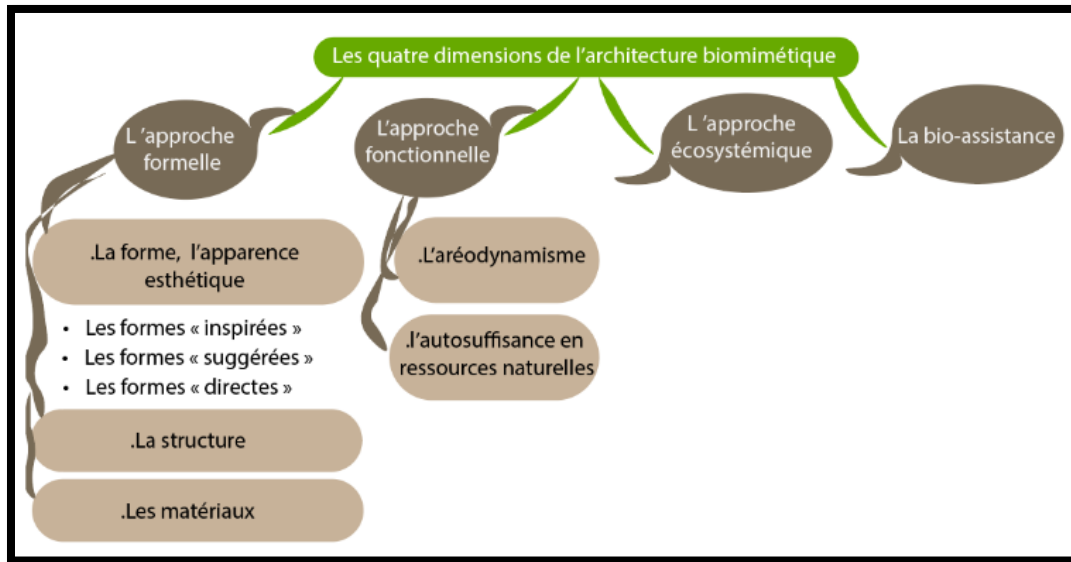 Les quatre dimensions de l'architecture biomimétique
L 'approche
formelle
L'approche
fonctionnelle
L 'approche
écosystémique
La bio-assistance
.La forme, l'apparence
esthétique
• Les formes « inspirées »
• Les formes « suggérées »
• Les formes « directes »
.La structure
.Les matériaux
.L'aréodynamisme
.l'autosuffisance en
ressources naturelles